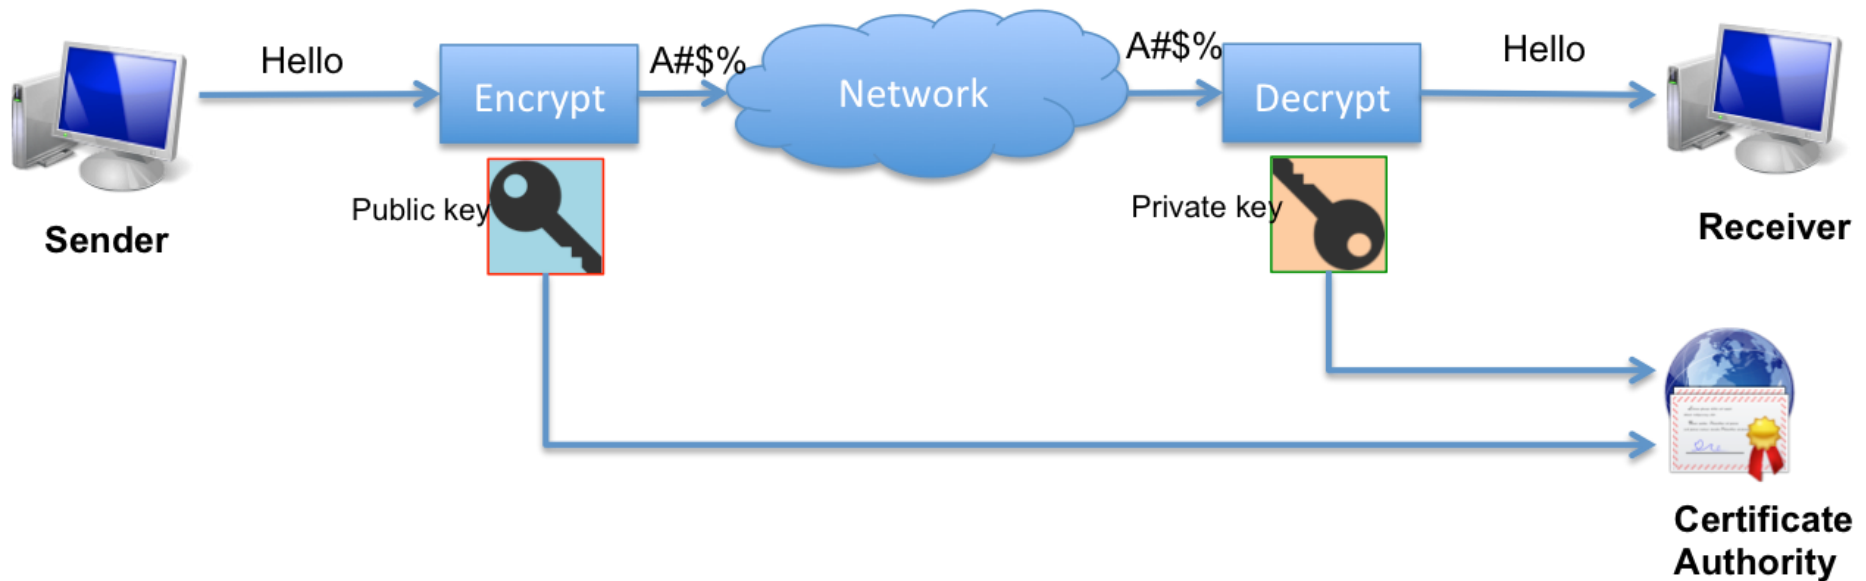 Hello
Encrypt
A#$%
Network
A#$%
Decrypt
Hello
Public key
Private key
Sender
Receiver
Certificate
Authority